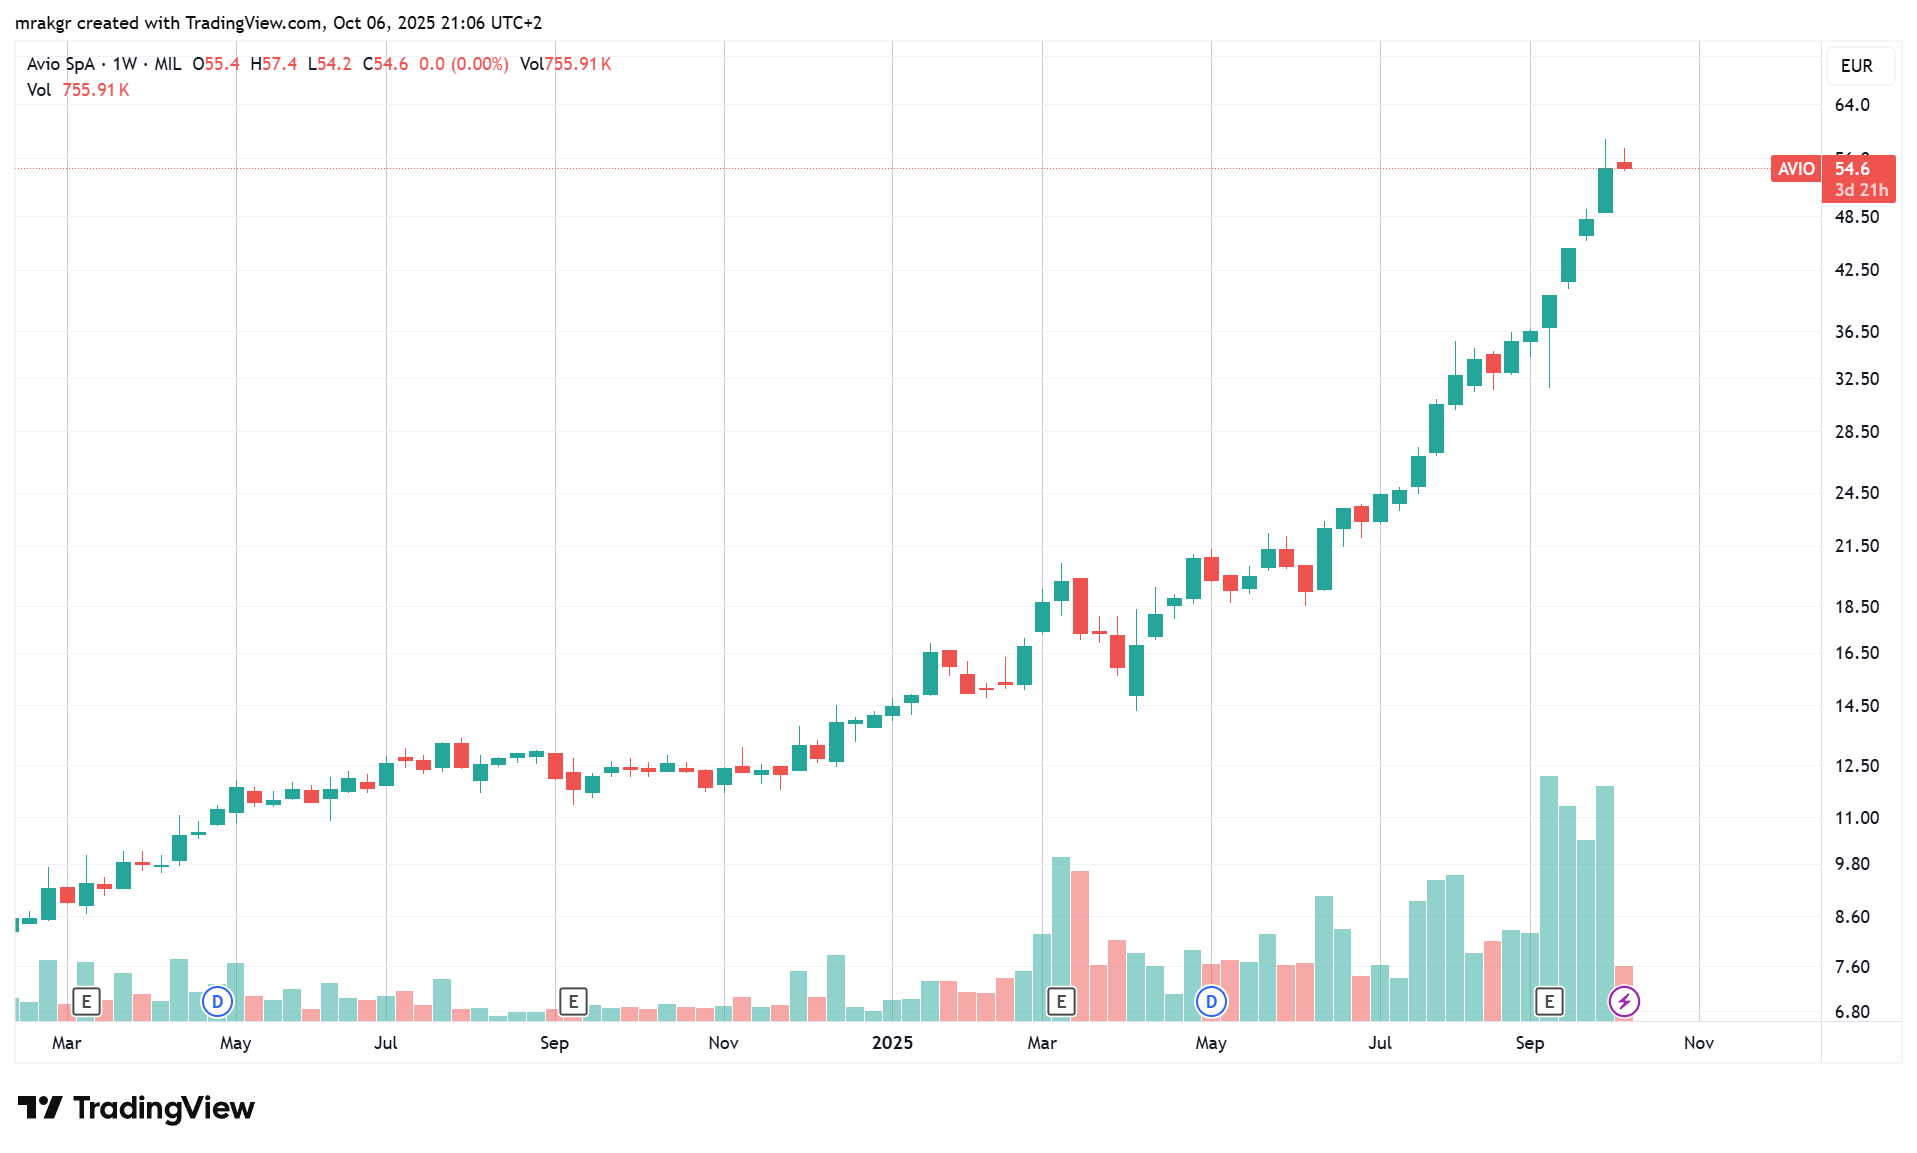 mrakgr created with TradingView.com, Oct 06, 2025 21:06 UTC+2
Avio SpA · 1W · MIL O55.4 H57.4 L54.2 C54.6 0.0 (0.00%) Vol755.91 K
Vol 755.91 K
EUR
64.0
AVIO 54.6
3d 21h
48.50
42.50
36.50
32.50
28.50
24.50
21.50
18.50
16.50
14.50
12.50
11.00
9.80
8.60
7.60
6.80
E D E E D E
Mar May Jul Sep Nov 2025 Mar May Jul Sep Nov
TradingView